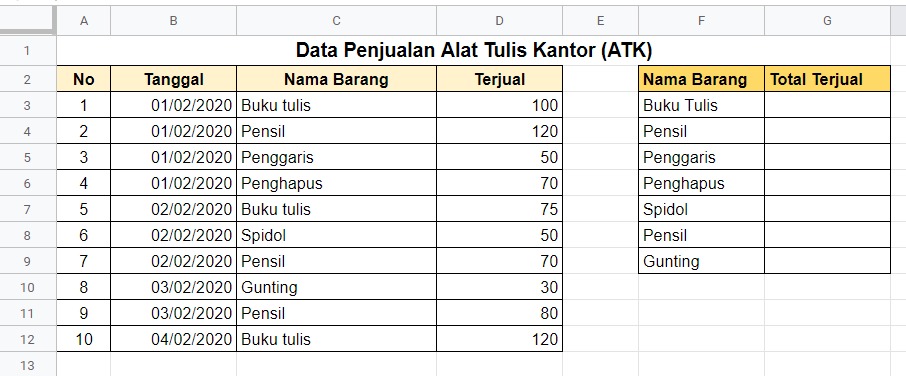 A B C D E F G
1 Data Penjualan Alat Tulis Kantor (ATK)
2 No Tanggal Nama Barang Terjual Nama Barang Total Terjual
3 1 01/02/2020 Buku tulis 100 Buku Tulis
4 2 01/02/2020 Pensil 120 Pensil
5 3 01/02/2020 Penggaris 50 Penggaris
6 4 01/02/2020 Penghapus 70 Penghapus
7 5 02/02/2020 Buku tulis 75 Spidol
8 6 02/02/2020 Spidol 50 Pensil
9 7 02/02/2020 Pensil 70 Gunting
10 8 03/02/2020 Gunting 30
11 9 03/02/2020 Pensil 80
12 10 04/02/2020 Buku tulis 120
13